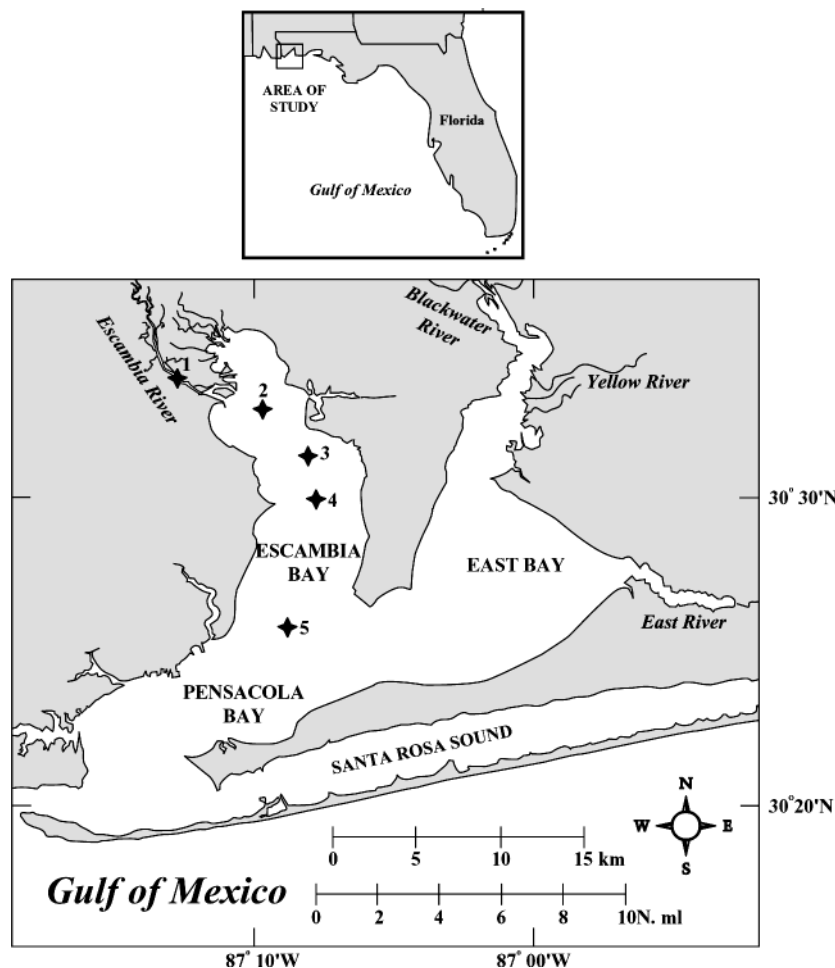 AREA OF
STUDY
Florida
Gulf of Mexico
Blackwater
River
Escambia River
1
2
Yellow River
3
4
30° 30'N
ESCAMBIA
BAY
EAST BAY
5
East River
PENSACOLA
BAY
SANTA ROSA SOUND
N
W E
S
30° 20'N
0 5 10 15 km
Gulf of Mexico
0 2 4 6 8 10N. ml
87° 10'W 87° 00'W